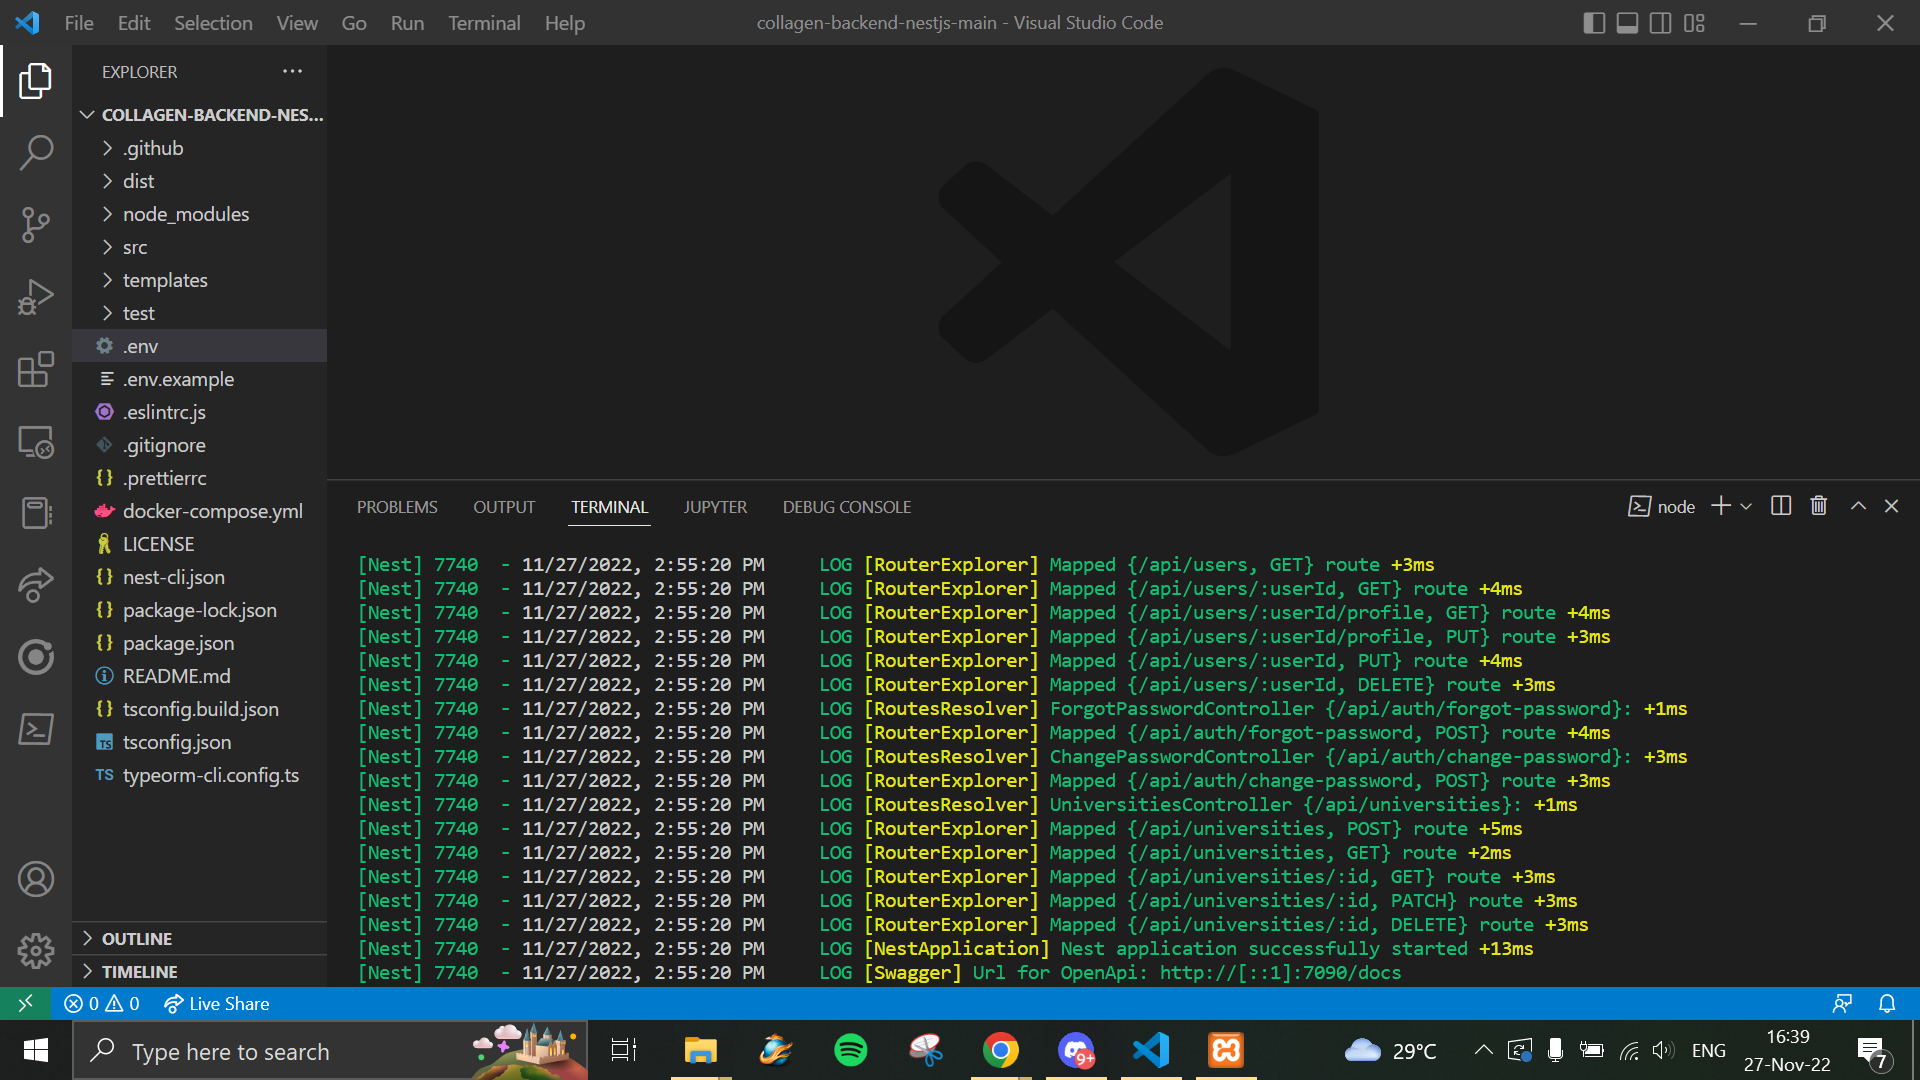 File Edit Selection View Go Run Terminal Help
collagen-backend-nestjs-main - Visual Studio Code
EXPLORER
COLLAGEN-BACKEND-NES...
.github
dist
node_modules
src
templates
test
.env
.env.example
.eslintrc.js
.gitignore
.prettierrc
docker-compose.yml
LICENSE
nest-cli.json
package-lock.json
package.json
README.md
tsconfig.build.json
TS tsconfig.json
TS typeorm-cli.config.ts
OUTLINE
TIMELINE
PROBLEMS OUTPUT TERMINAL JUPYTER DEBUG CONSOLE
node
[Nest] 7740  - 11/27/2022, 2:55:20 PM     LOG [RouterExplorer] Mapped {/api/users, GET} route +3ms
[Nest] 7740  - 11/27/2022, 2:55:20 PM     LOG [RouterExplorer] Mapped {/api/users/:userId, GET} route +4ms
[Nest] 7740  - 11/27/2022, 2:55:20 PM     LOG [RouterExplorer] Mapped {/api/users/:userId/profile, GET} route +4ms
[Nest] 7740  - 11/27/2022, 2:55:20 PM     LOG [RouterExplorer] Mapped {/api/users/:userId/profile, PUT} route +3ms
[Nest] 7740  - 11/27/2022, 2:55:20 PM     LOG [RouterExplorer] Mapped {/api/users/:userId, PUT} route +4ms
[Nest] 7740  - 11/27/2022, 2:55:20 PM     LOG [RouterExplorer] Mapped {/api/users/:userId, DELETE} route +3ms
[Nest] 7740  - 11/27/2022, 2:55:20 PM     LOG [RoutesResolver] ForgotPasswordController {/api/auth/forgot-password}: +1ms
[Nest] 7740  - 11/27/2022, 2:55:20 PM     LOG [RouterExplorer] Mapped {/api/auth/forgot-password, POST} route +4ms
[Nest] 7740  - 11/27/2022, 2:55:20 PM     LOG [RoutesResolver] ChangePasswordController {/api/auth/change-password}: +3ms
[Nest] 7740  - 11/27/2022, 2:55:20 PM     LOG [RouterExplorer] Mapped {/api/auth/change-password, POST} route +3ms
[Nest] 7740  - 11/27/2022, 2:55:20 PM     LOG [RoutesResolver] UniversitiesController {/api/universities}: +1ms
[Nest] 7740  - 11/27/2022, 2:55:20 PM     LOG [RouterExplorer] Mapped {/api/universities, POST} route +5ms
[Nest] 7740  - 11/27/2022, 2:55:20 PM     LOG [RouterExplorer] Mapped {/api/universities, GET} route +2ms
[Nest] 7740  - 11/27/2022, 2:55:20 PM     LOG [RouterExplorer] Mapped {/api/universities/:id, GET} route +3ms
[Nest] 7740  - 11/27/2022, 2:55:20 PM     LOG [RouterExplorer] Mapped {/api/universities/:id, PATCH} route +3ms
[Nest] 7740  - 11/27/2022, 2:55:20 PM     LOG [RouterExplorer] Mapped {/api/universities/:id, DELETE} route +3ms
[Nest] 7740  - 11/27/2022, 2:55:20 PM     LOG [NestApplication] Nest application successfully started +13ms
[Nest] 7740  - 11/27/2022, 2:55:20 PM     LOG [Swagger] Url for OpenApi: http://[::1]:7090/docs
0 0 Live Share
Type here to search
9+
29°C
ENG
16:39
27-Nov-22
7